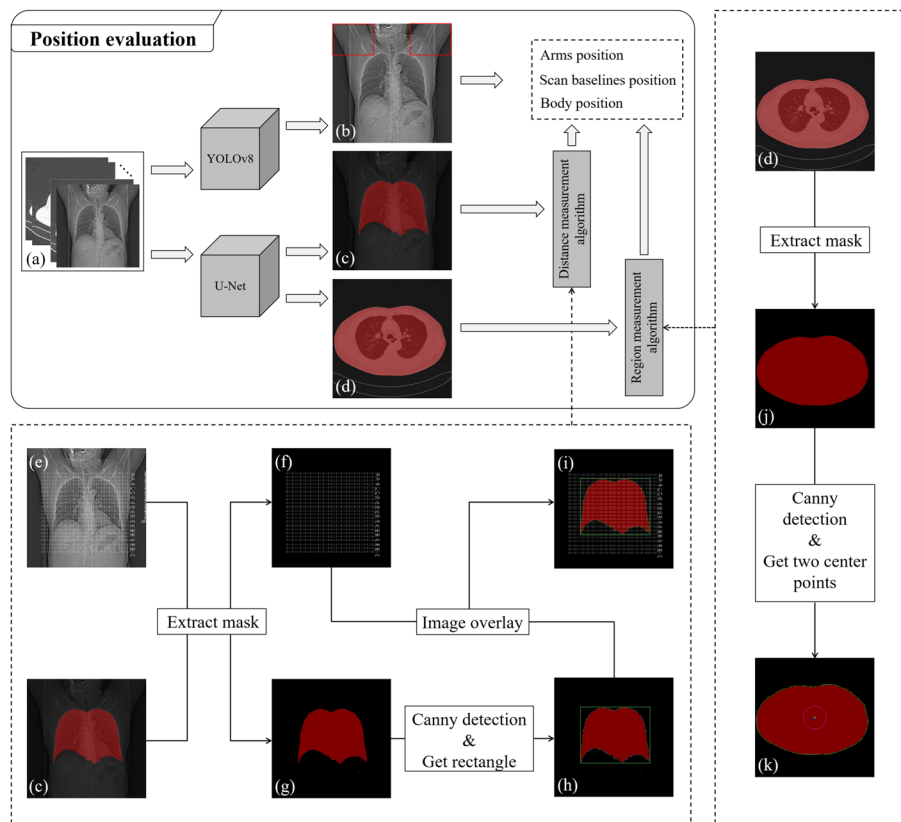 Position evaluation
(a)
YOLOv8
U-Net
(b)
(c)
(d)
Arms position
Scan baselines position
Body position
Distance measurement
algorithm
Region measurement
algorithm
(d)
Extract mask
(j)
Canny
detection
&
Get two center
points
(k)
(e)
(f)
(i)
Extract mask
Image overlay
(c)
(g)
Canny detection
&
Get rectangle
(h)